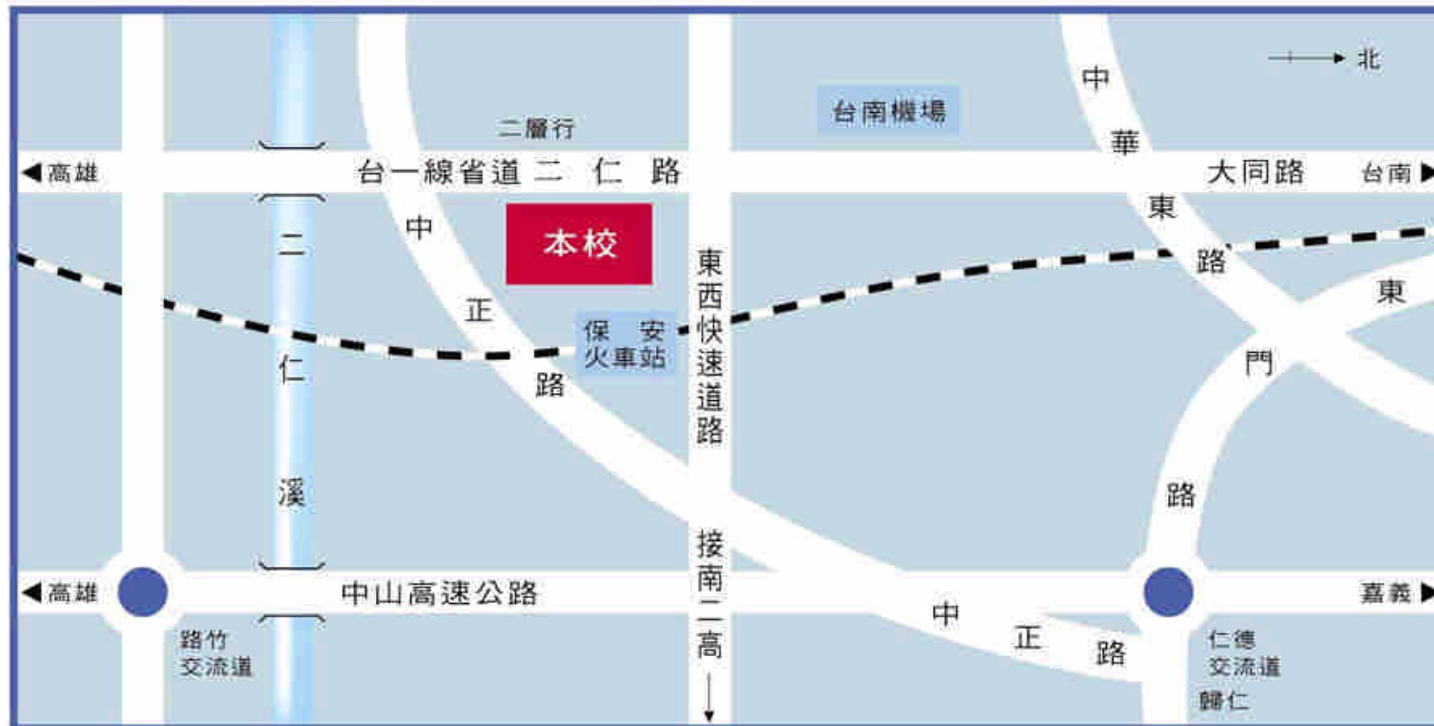 北
中華東路
台南機場
二層行
高雄
台一線省道 二仁路
大同路
台南
本校
中正路
二仁溪
東西快速道路
保安
火車站
東門路
接南二高
高雄
中山高速公路
嘉義
中正路
路竹
交流道
仁德
交流道
歸仁